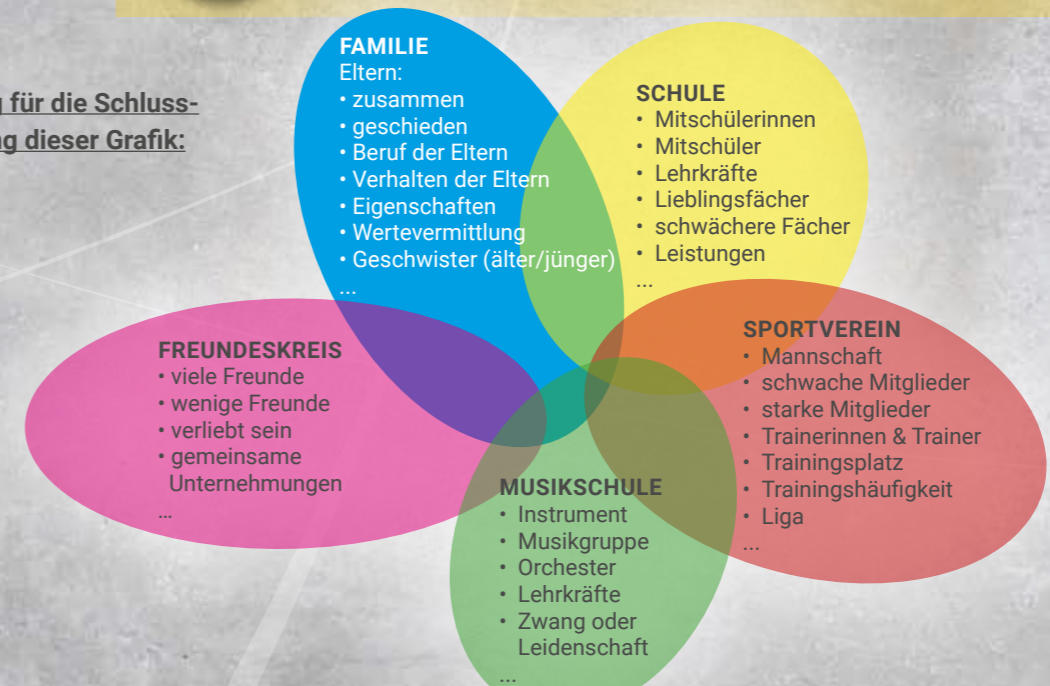 g für die Schluss-
ng dieser Grafik:
FAMILIE
Eltern:
• zusammen
• geschieden
• Beruf der Eltern
• Verhalten der Eltern
• Eigenschaften
• Wertevermittlung
• Geschwister (älter/jünger)
...
SCHULE
• Mitschülerinnen
• Mitschüler
• Lehrkräfte
• Lieblingsfächer
• schwächere Fächer
• Leistungen
...
FREUNDESKREIS
• viele Freunde
• wenige Freunde
• verliebt sein
• gemeinsame
Unternehmungen
...
SPORTVEREIN
• Mannschaft
• schwache Mitglieder
• starke Mitglieder
• Trainerinnen & Trainer
• Trainingsplatz
• Trainingshäufigkeit
• Liga
...
MUSIKSCHULE
• Instrument
• Musikgruppe
• Orchester
• Lehrkräfte
• Zwang oder
Leidenschaft
...